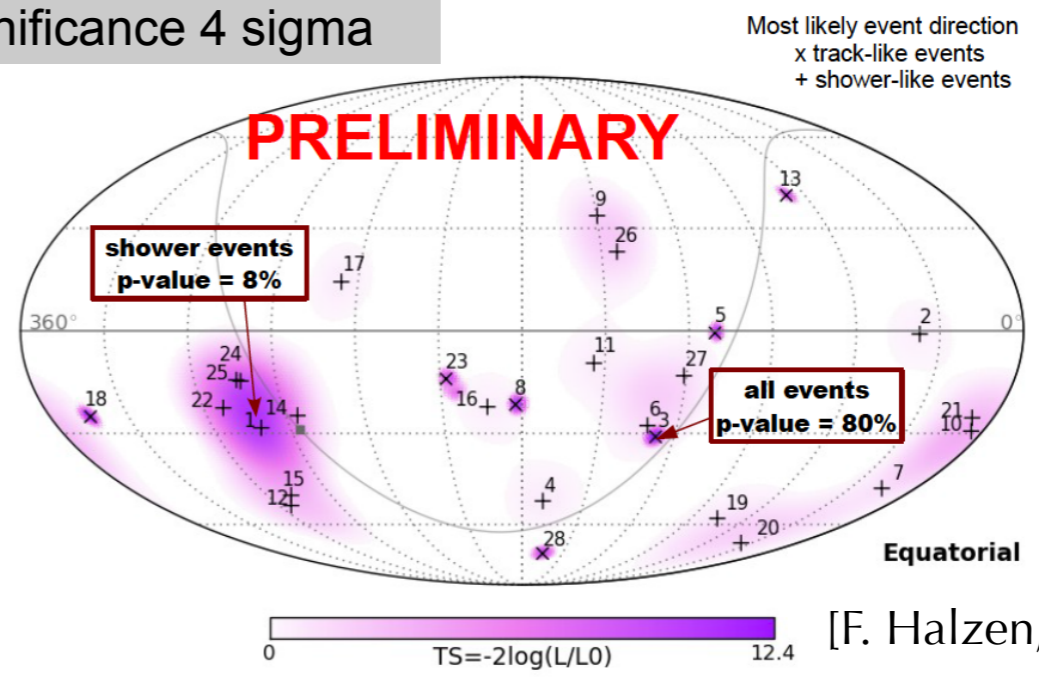 nificance 4 sigma
Most likely event direction
x track-like events
+ shower-like events
PRELIMINARY
13
9
26
shower events
p-value = 8%
17
5
2
360°
0°
11
24
23
27
25
all events
p-value = 80%
22
16
8
18
14
1
6
3
21
10
15
12
4
7
19
20
28
Equatorial
0
TS=-2log(L/L0)
12.4
[F. Halzen,